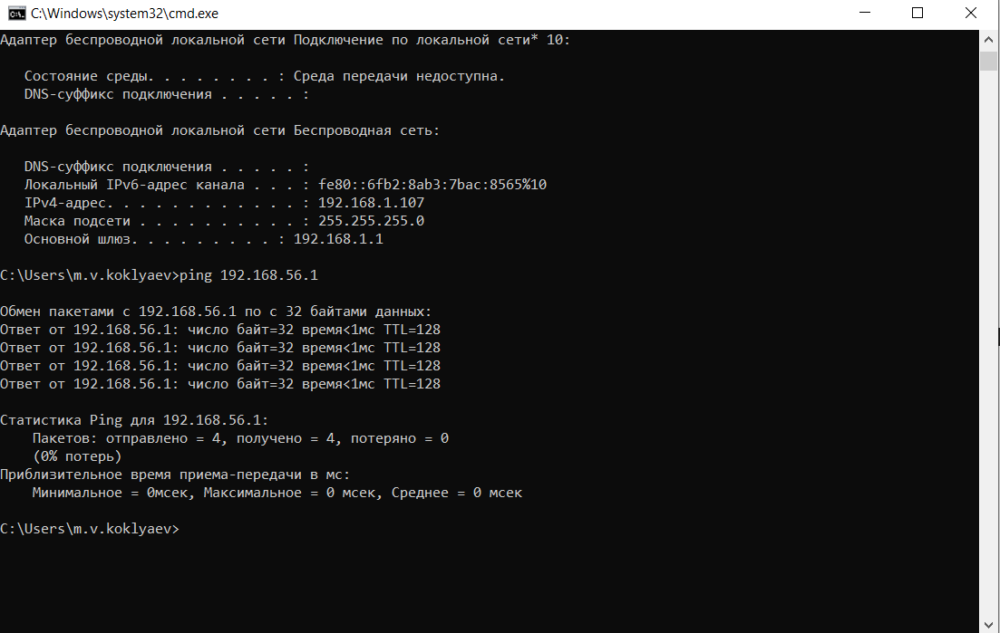 C:\Windows\system32\cmd.exe
Адаптер беспроводной локальной сети Подключение по локальной сети* 10:
Состояние среды. . . . . . . . : Среда передачи недоступна.
DNS-суффикс подключения . . . . . :
Адаптер беспроводной локальной сети Беспроводная сеть:
DNS-суффикс подключения . . . . . :
Локальный IPv6-адрес канала . . . : fe80::6fb2:8ab3:7bac:8565%10
IPv4-адрес. . . . . . . . . . . . : 192.168.1.107
Маска подсети . . . . . . . . . . : 255.255.255.0
Основной шлюз. . . . . . . . . : 192.168.1.1
C:\Users\m.v.koklyaev>ping 192.168.56.1
Обмен пакетами с 192.168.56.1 по с 32 байтами данных:
Ответ от 192.168.56.1: число байт=32 время<1мс TTL=128
Ответ от 192.168.56.1: число байт=32 время<1мс TTL=128
Ответ от 192.168.56.1: число байт=32 время<1мс TTL=128
Ответ от 192.168.56.1: число байт=32 время<1мс TTL=128
Статистика Ping для 192.168.56.1:
Пакетов: отправлено = 4, получено = 4, потеряно = 0
(0% потерь)
Приблизительное время приема-передачи в мс:
Минимальное = 0мсек, Максимальное = 0 мсек, Среднее = 0 мсек
C:\Users\m.v.koklyaev>